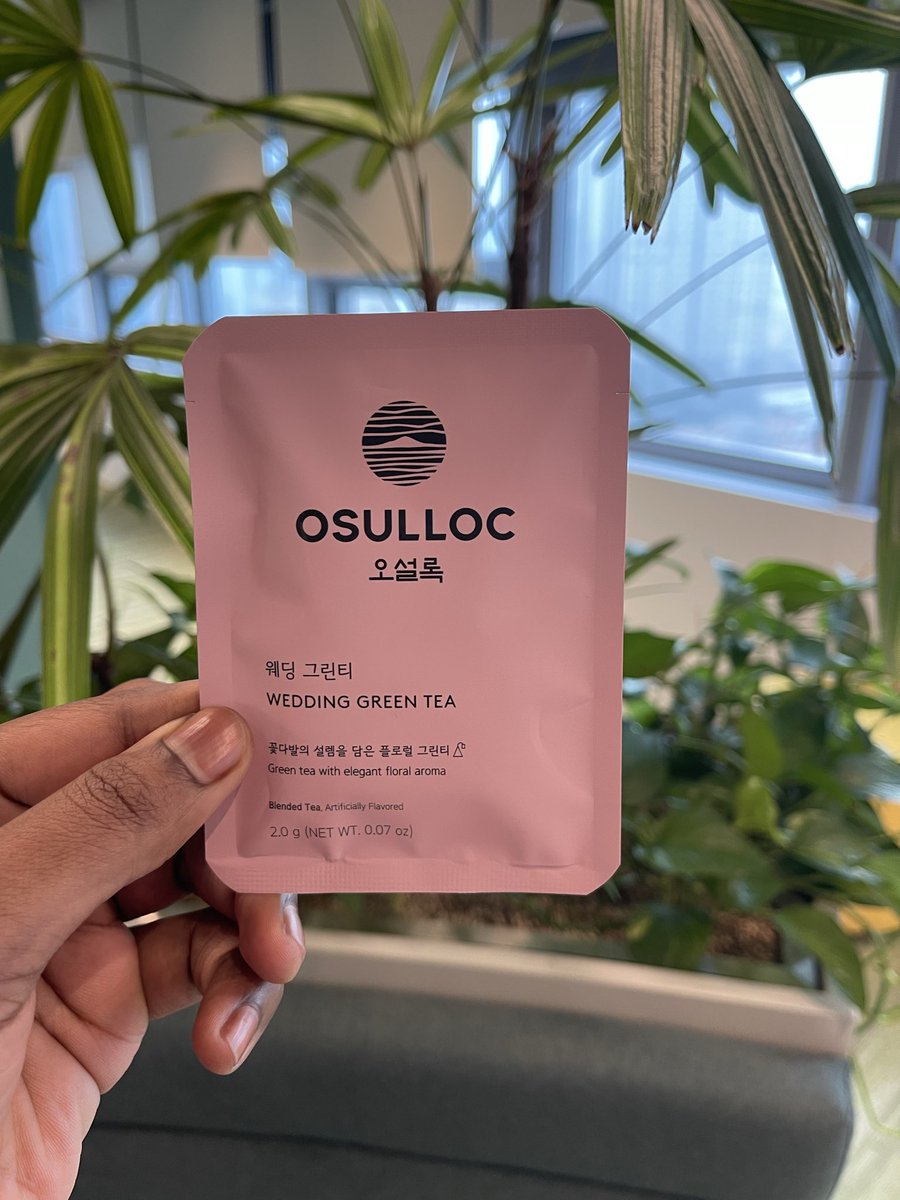 OSULLOC
오설록
웨딩 그린티
WEDDING GREEN TEA
꽃다발의 설렘을 담은 플로럴 그린티
Green tea with elegant floral aroma
Blended Tea, Artificially Flavored
2.0 g (NET WT. 0.07 oz)